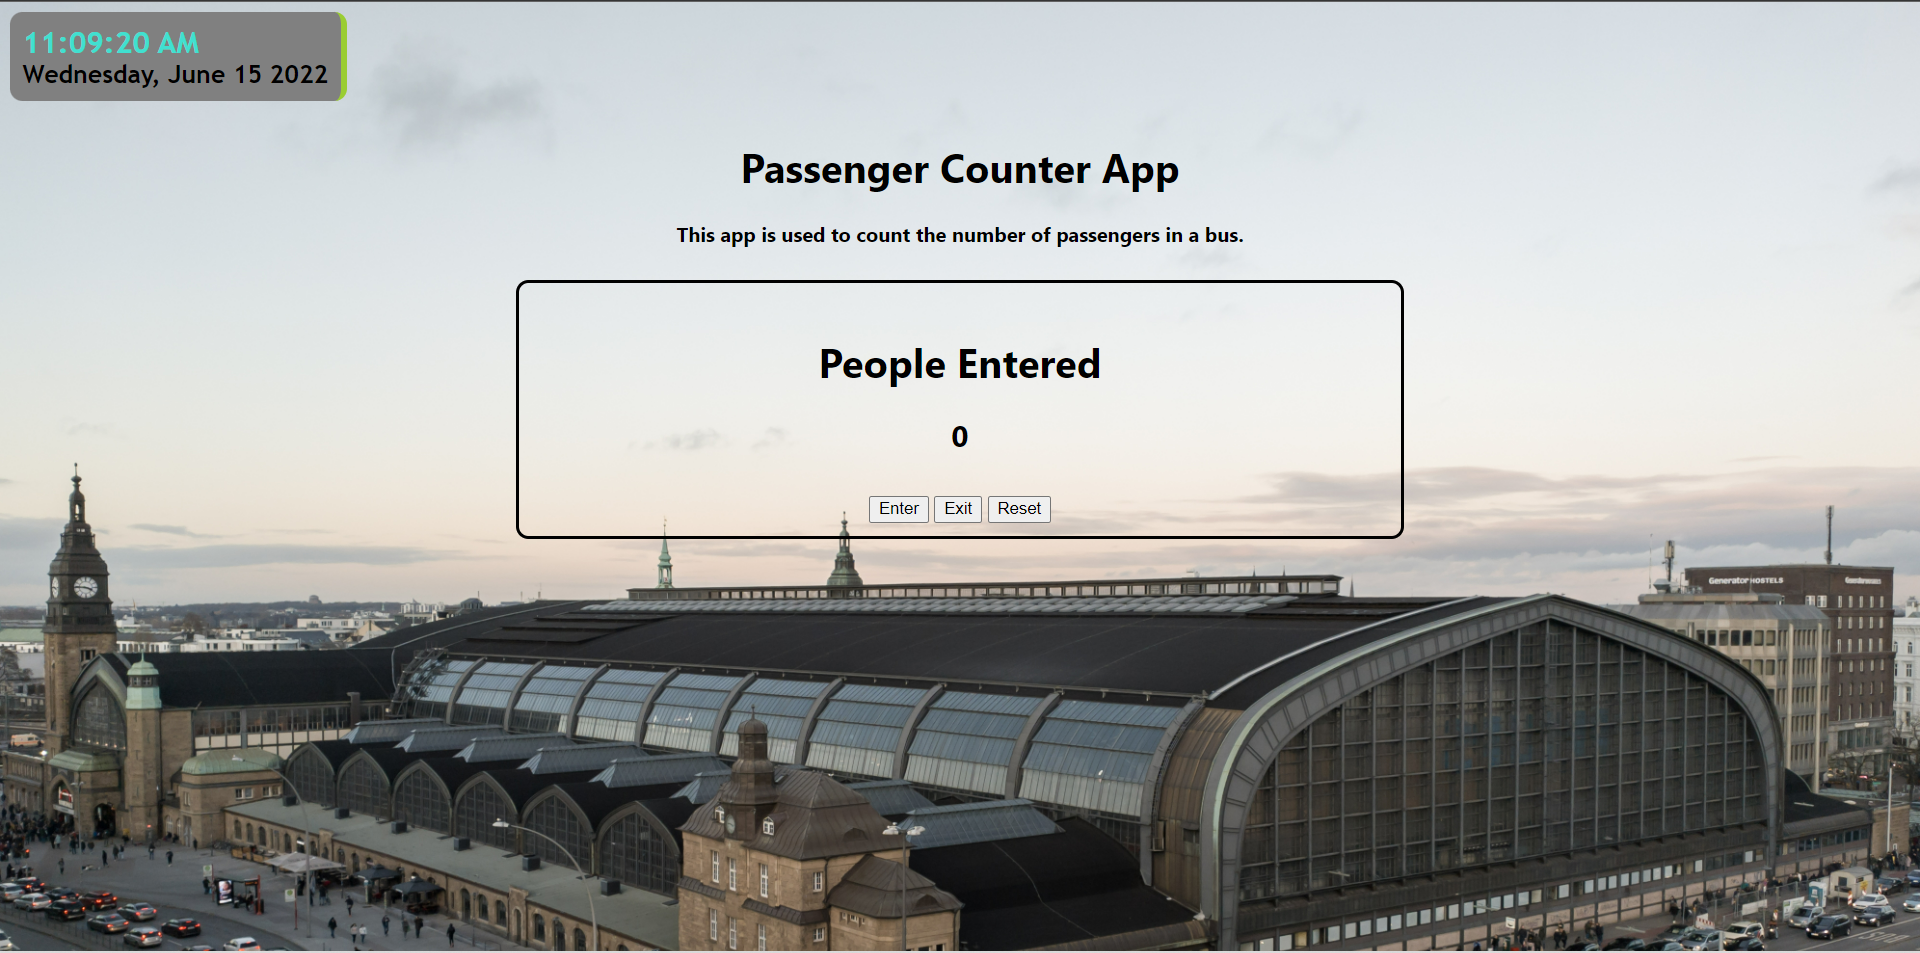 11:09:20 AM
Wednesday, June 15 2022
Passenger Counter App
This app is used to count the number of passengers in a bus.
People Entered
0
Enter Exit Reset
Generator HOSTELS